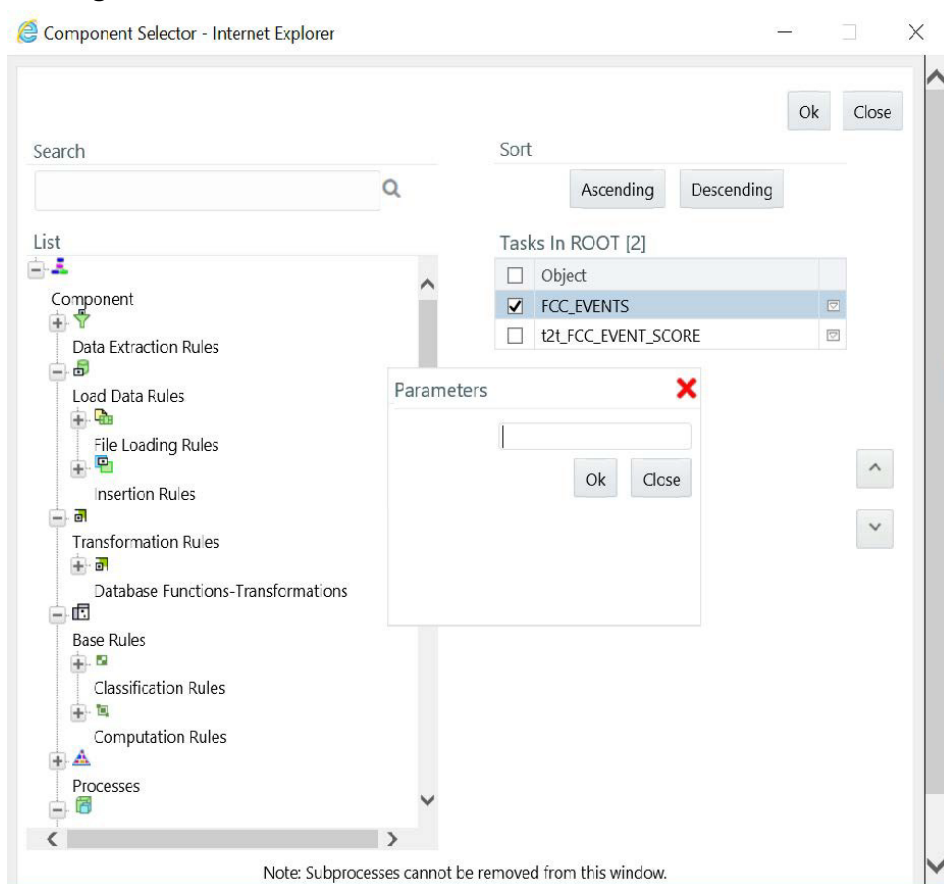 Component Selector - Internet Explorer
Ok Close
Search
Sort
Ascending Descending
List
Tasks In ROOT [2]
Object
FCC_EVENTS
t2t_FCC_EVENT_SCORE
Component
Data Extraction Rules
Load Data Rules
File Loading Rules
Insertion Rules
Transformation Rules
Database Functions-Transformations
Base Rules
Classification Rules
Computation Rules
Processes
Parameters
Ok Close
Note: Subprocesses cannot be removed from this window.